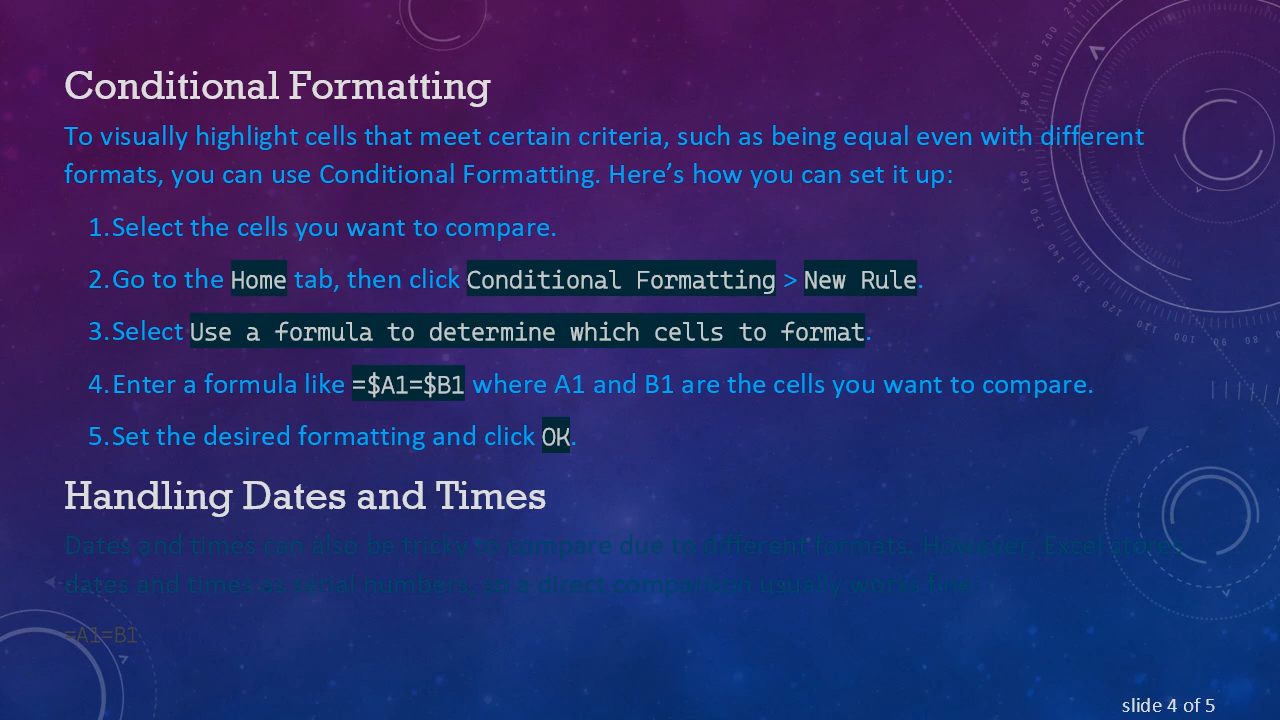 Conditional Formatting
To visually highlight cells that meet certain criteria, such as being equal even with different
formats, you can use Conditional Formatting. Here’s how you can set it up:
1.Select the cells you want to compare.
2.Go to the Home tab, then click Conditional Formatting > New Rule.
3.Select Use a formula to determine which cells to format.
4.Enter a formula like =$A1=$B1 where A1 and B1 are the cells you want to compare.
5.Set the desired formatting and click OK.
Handling Dates and Times
Dates and times can also be tricky to compare due to different formats. However, Excel stores
dates and times as serial numbers, so a direct comparison usually works fine:
=A1=B1
slide 4 of 5